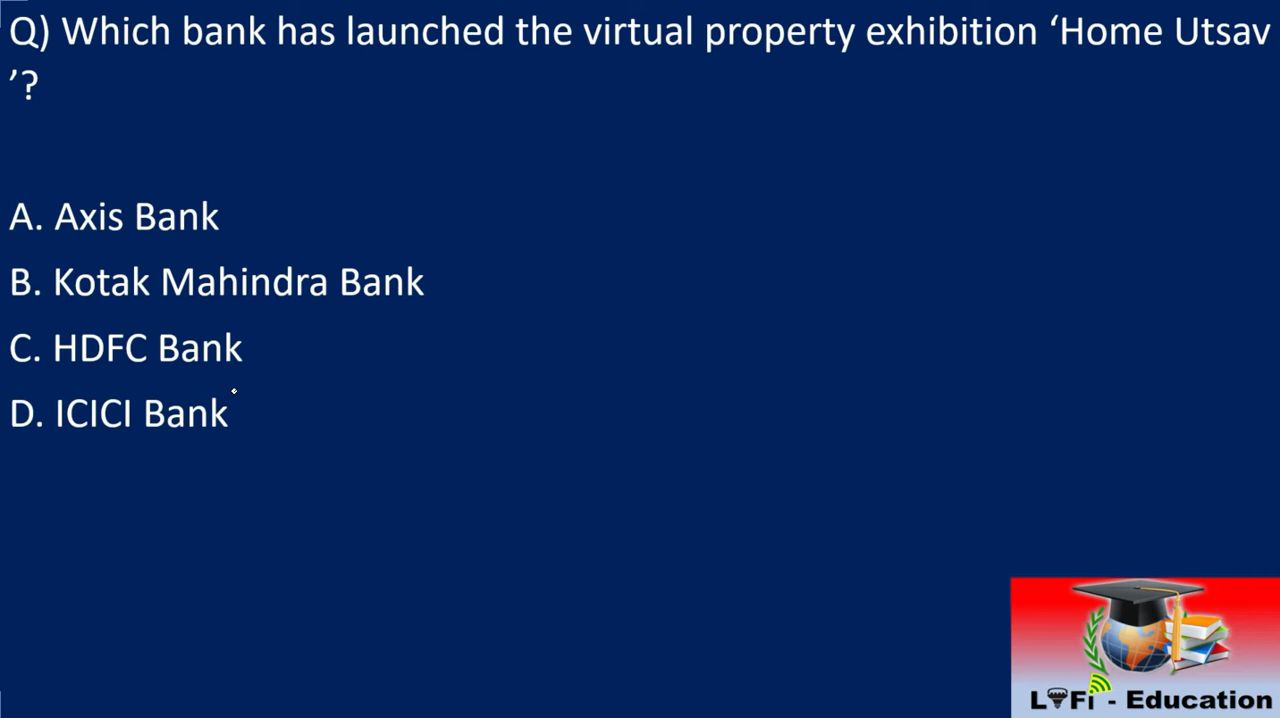 Q) Which bank has launched the virtual property exhibition ‘Home Utsav
’?
A. Axis Bank
B. Kotak Mahindra Bank
C. HDFC Bank
D. ICICI Bank
LiFi - Education